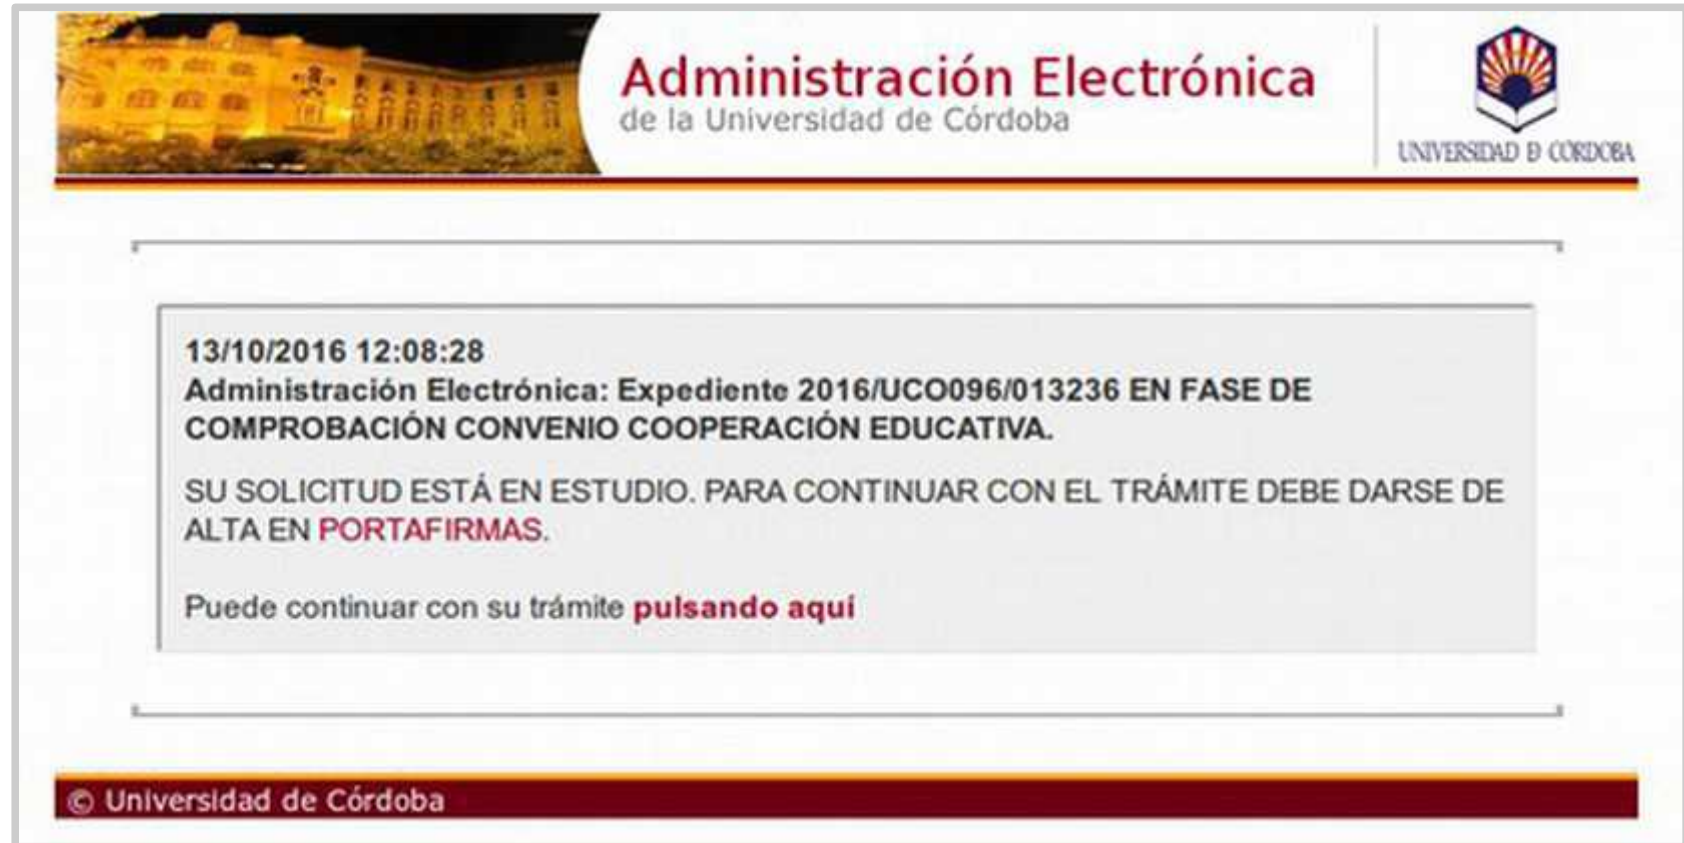 Administración Electrónica
de la Universidad de Córdoba
UNIVERSIDAD Ð CÓRDOBA
13/10/2016 12:08:28
Administración Electrónica: Expediente 2016/UCO096/013236 EN FASE DE
COMPROBACIÓN CONVENIO COOPERACIÓN EDUCATIVA.
SU SOLICITUD ESTÁ EN ESTUDIO. PARA CONTINUAR CON EL TRÁMITE DEBE DARSE DE
ALTA EN PORTAFIRMAS.
Puede continuar con su trámite pulsando aquí
© Universidad de Córdoba